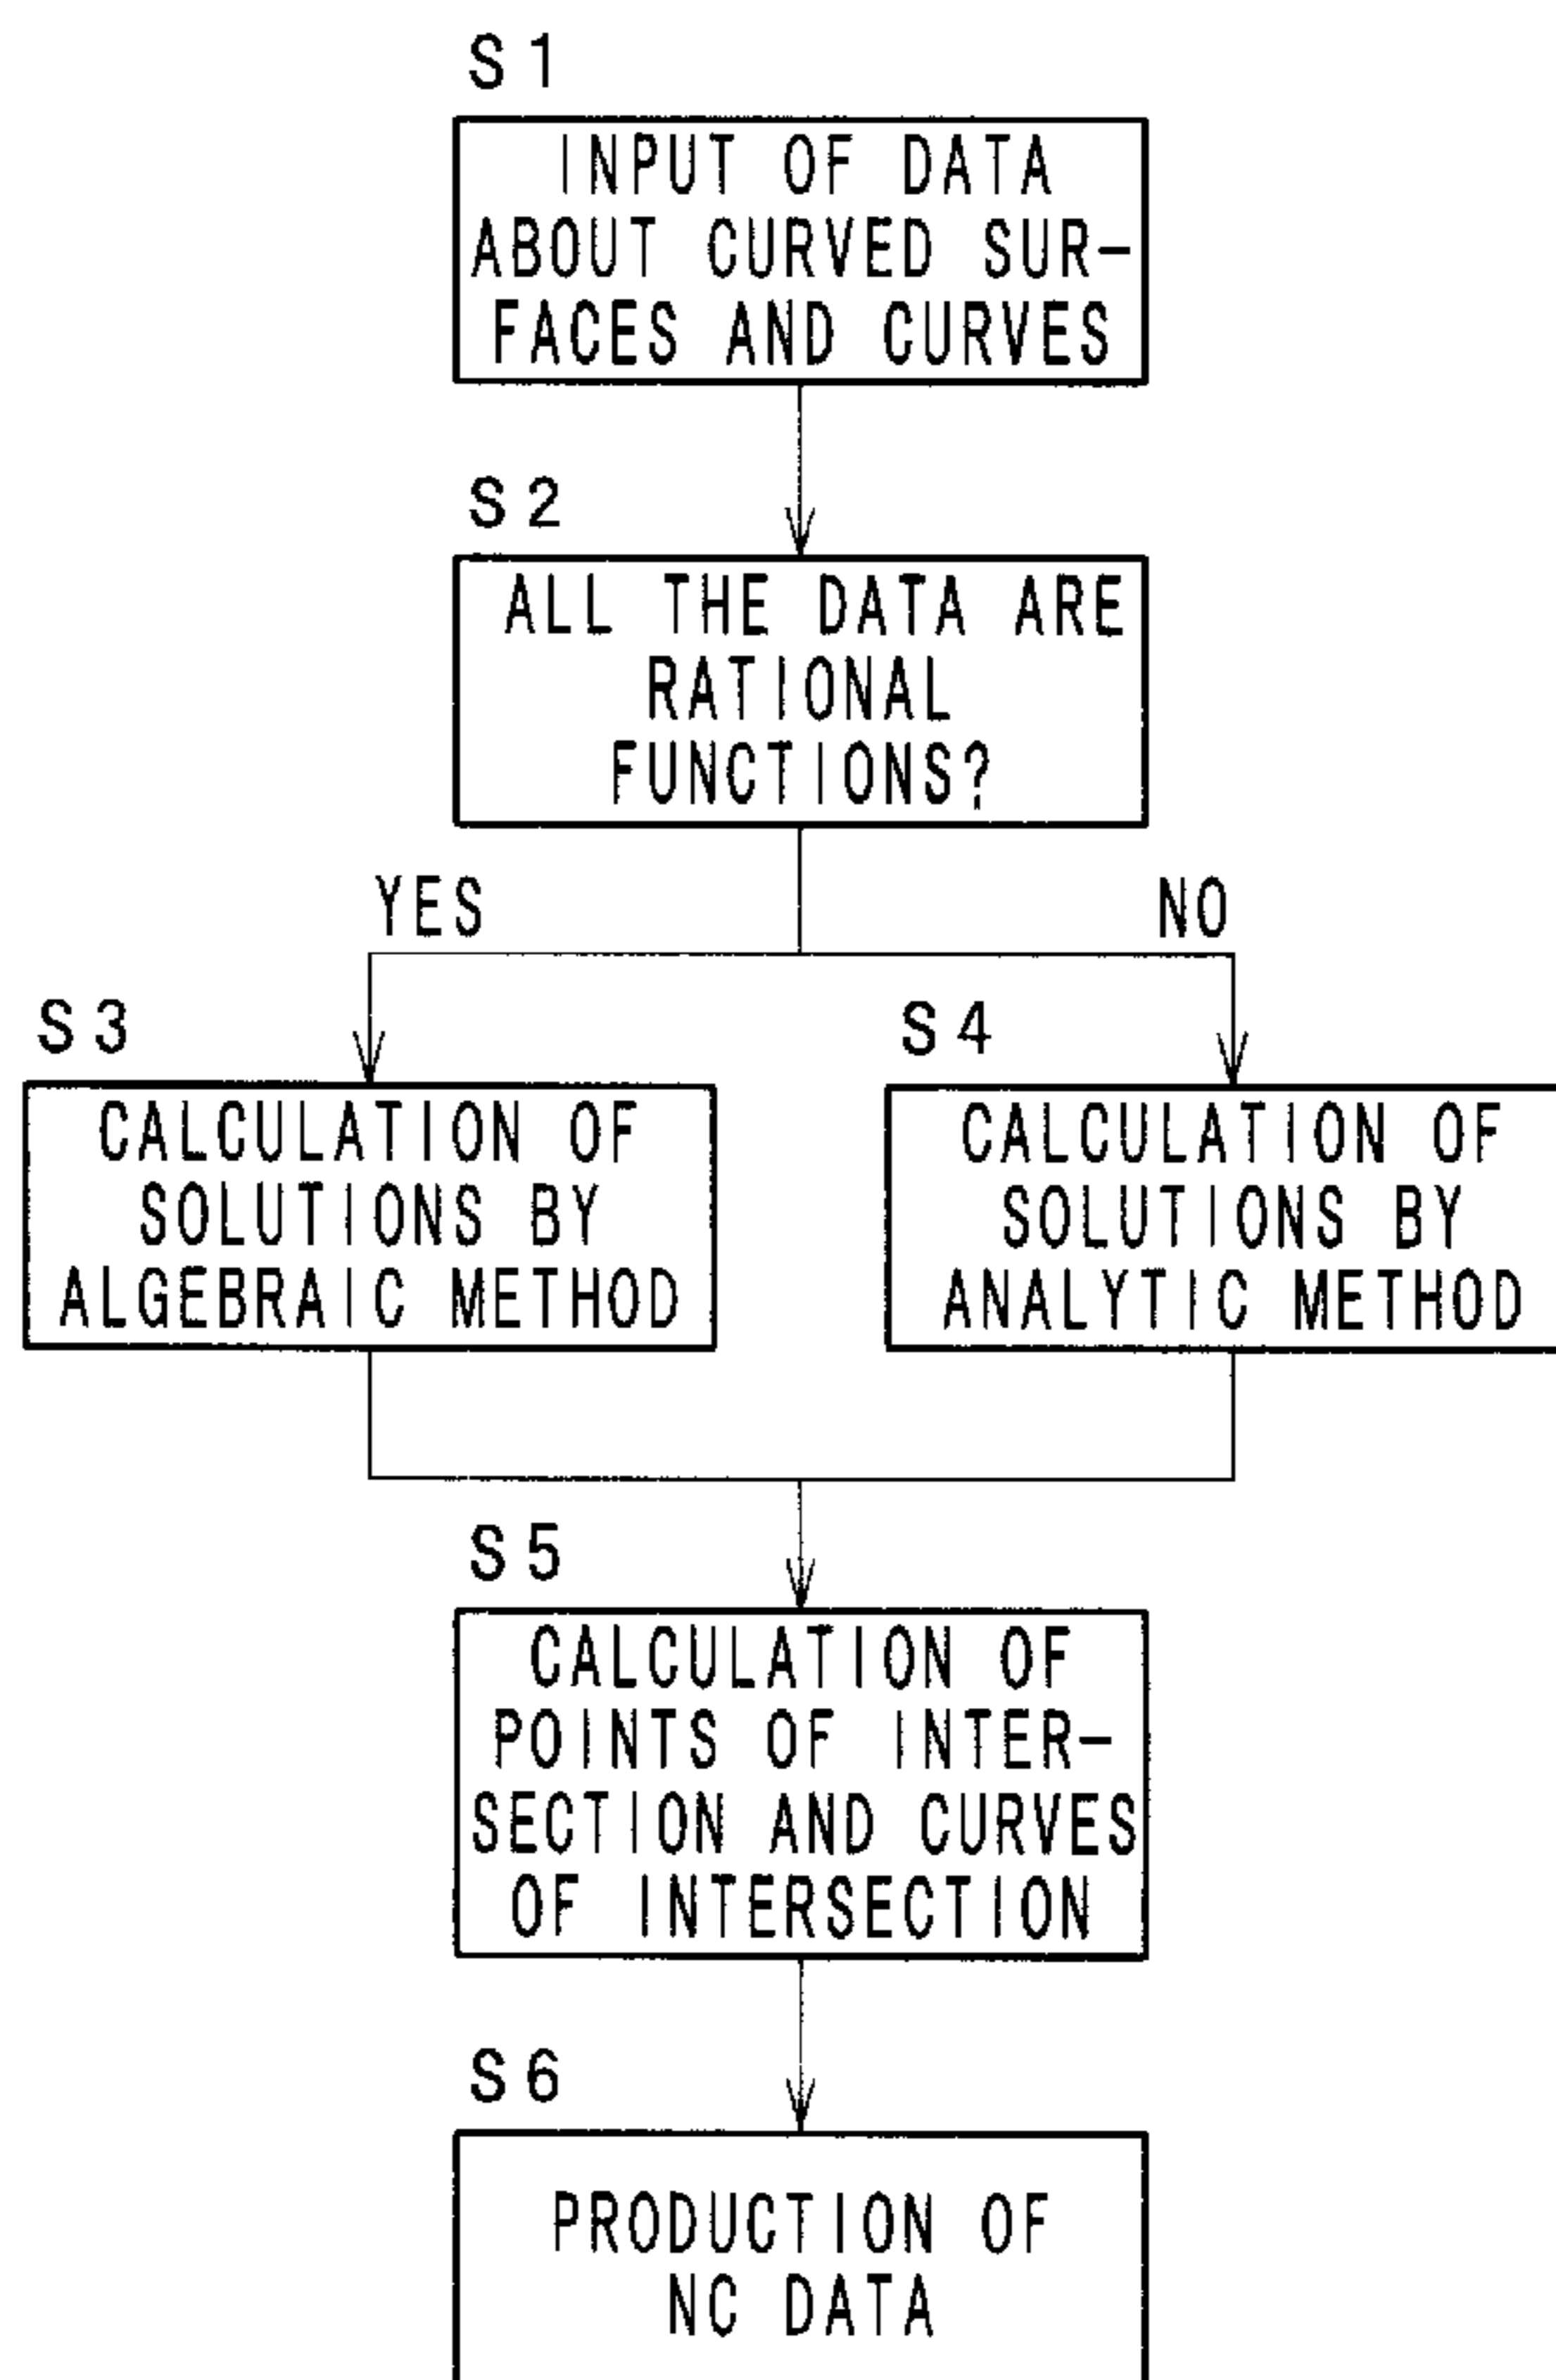 S1
INPUT OF DATA
ABOUT CURVED SUR-
FACES AND CURVES
S2
ALL THE DATA ARE
RATIONAL
FUNCTIONS?
YES
NO
S3
CALCULATION OF
SOLUTIONS BY
ALGEBRAIC METHOD
S4
CALCULATION OF
SOLUTIONS BY
ANALYTIC METHOD
S5
CALCULATION OF
POINTS OF INTER-
SECTION AND CURVES
OF INTERSECTION
S6
PRODUCTION OF
NC DATA